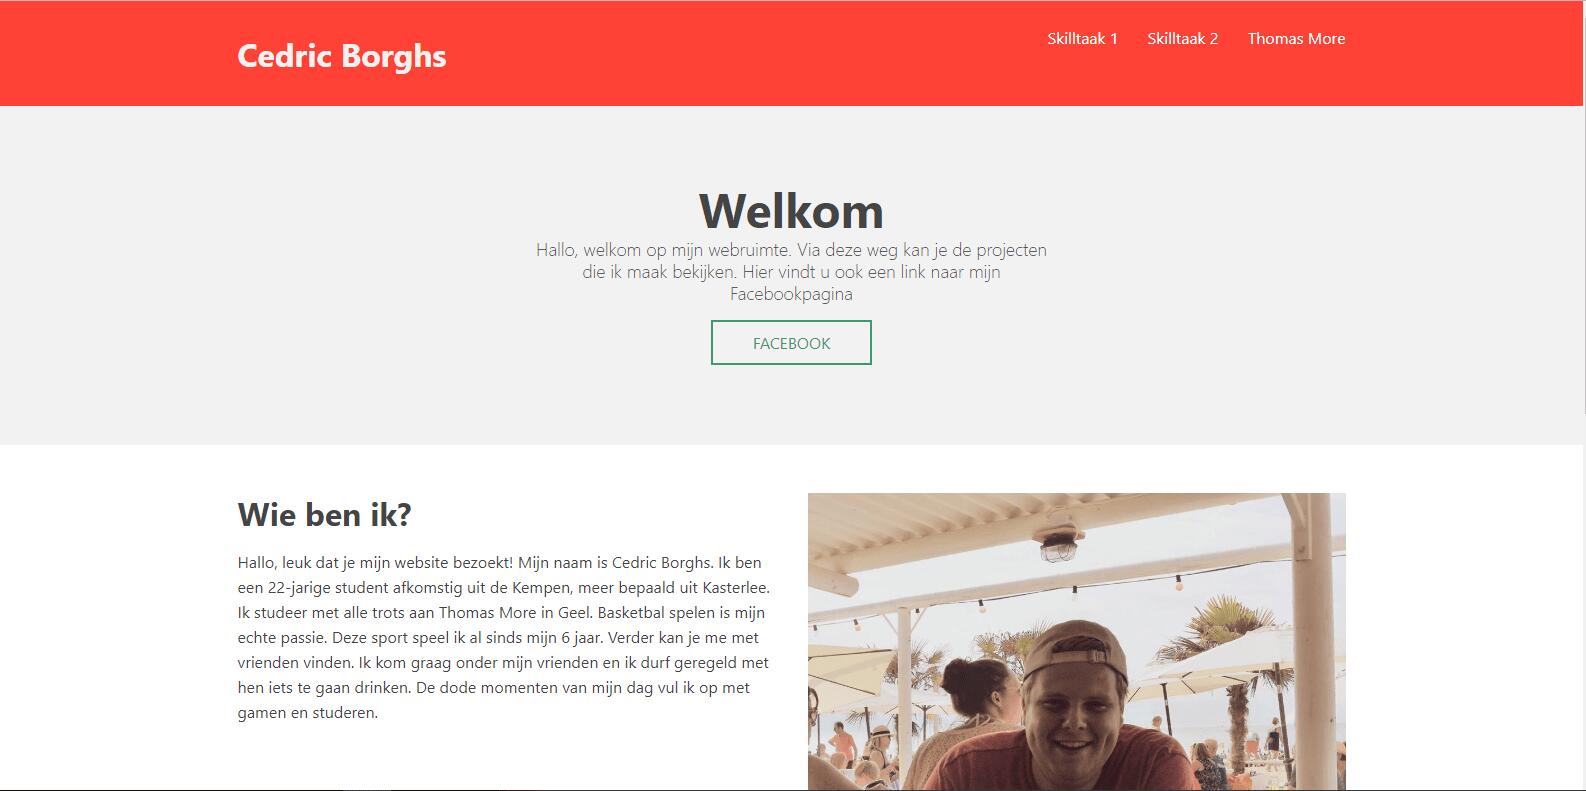 Cedric Borghs
Skilltaak 1 Skilltaak 2 Thomas More
Welkom
Hallo, welkom op mijn webruimte. Via deze weg kan je de projecten
die ik maak bekijken. Hier vindt u ook een link naar mijn
Facebookpagina
FACEBOOK
Wie ben ik?
Hallo, leuk dat je mijn website bezoekt! Mijn naam is Cedric Borghs. Ik ben
een 22-jarige student afkomstig uit de Kempen, meer bepaald uit Kasterlee.
Ik studeer met alle trots aan Thomas More in Geel. Basketbal spelen is mijn
echte passie. Deze sport speel ik al sinds mijn 6 jaar. Verder kan je me met
vrienden vinden. Ik kom graag onder mijn vrienden en ik durf geregeld met
hen iets te gaan drinken. De dode momenten van mijn dag vul ik op met
gamen en studeren.